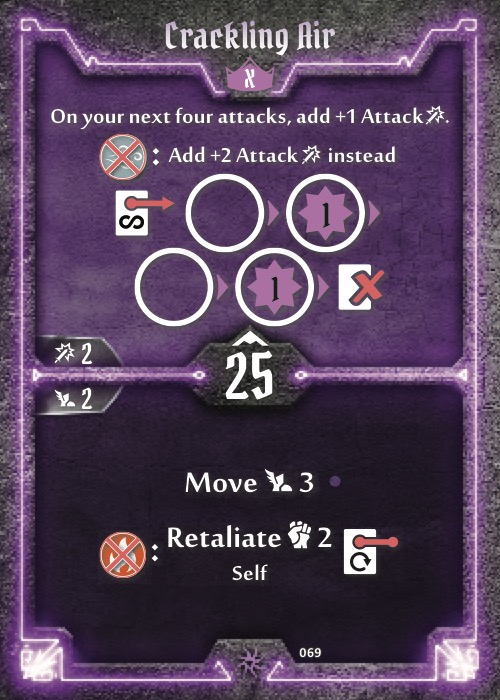 Crackling Air
X
On your next four attacks, add +1 Attack.
: Add +2 Attack instead
1
1
2
25
2
Move 3
: Retaliate 2
Self
069